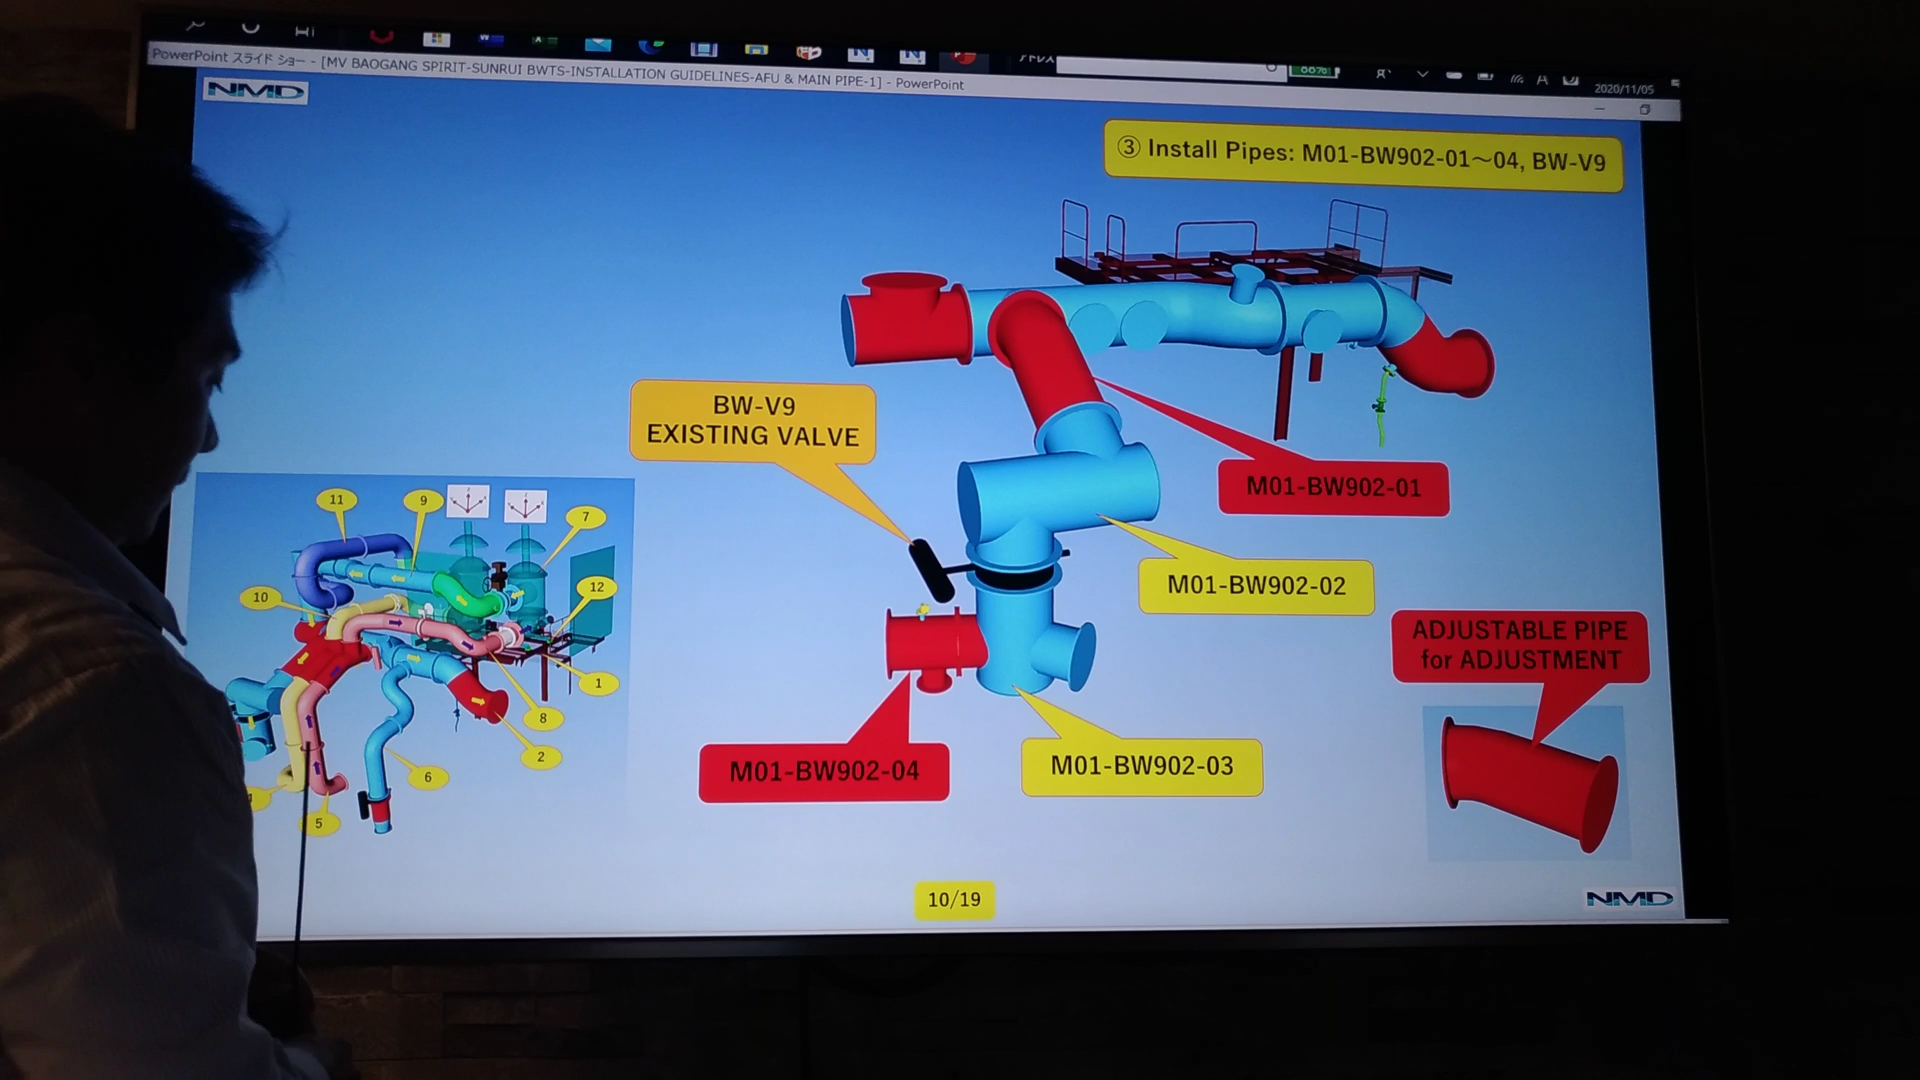 PowerPoint スライド ショー - [MV BAOGANG SPIRIT-SUNRUI BWTS-INSTALLATION GUIDELINES-AFU & MAIN PIPE-1] - PowerPoint
2020/11/05
NMD
③ Install Pipes: M01-BW902-01～04, BW-V9
BW-V9
EXISTING VALVE
M01-BW902-01
M01-BW902-02
ADJUSTABLE PIPE
for ADJUSTMENT
M01-BW902-04
M01-BW902-03
11
9
7
10
12
1
8
2
6
5
10/19
NMD